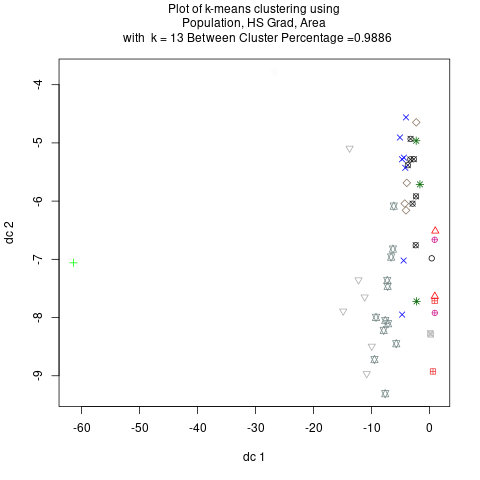 Plot of k-means clustering using
Population, HS Grad, Area
with k = 13 Between Cluster Percentage =0.9886
-4
-5
-6
-7
-8
-9
dc 2
-60 -50 -40 -30 -20 -10 0
dc 1